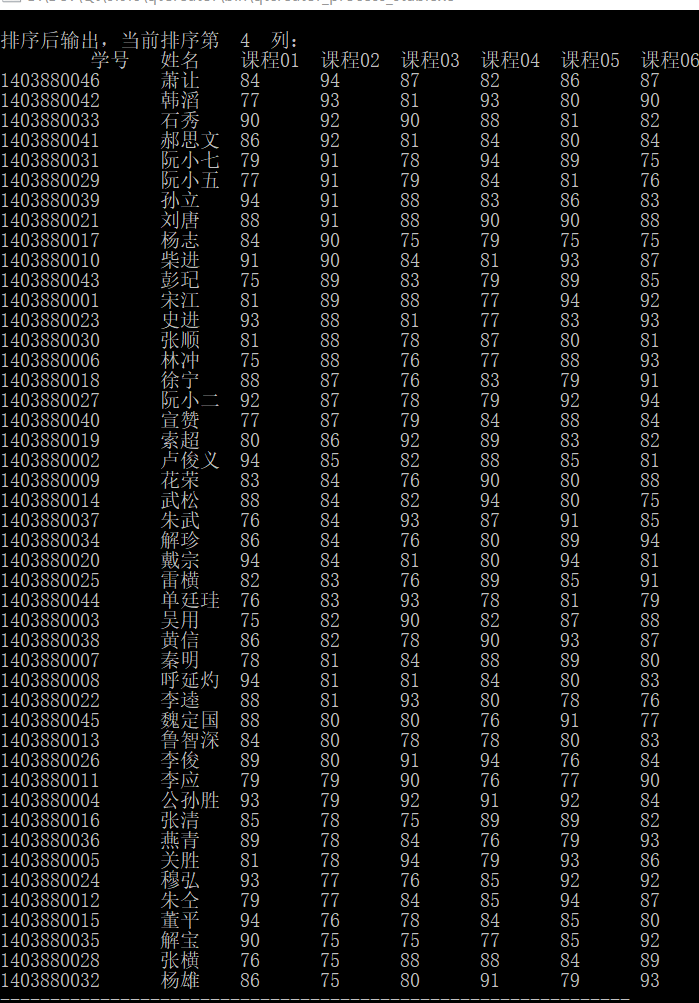 排序后输出，当前排序第  4  列:
学号 姓名 课程01 课程02 课程03 课程04 课程05 课程06
1403880046 萧让 84 94 87 82 86 87
1403880042 韩滔 77 93 81 93 80 90
1403880033 石秀 90 92 90 88 81 82
1403880041 郝思文 86 92 81 84 80 84
1403880031 阮小七 79 91 78 94 89 75
1403880029 阮小五 77 91 79 84 81 76
1403880039 孙立 94 91 88 83 86 83
1403880021 刘唐 88 91 88 90 90 88
1403880017 杨志 84 90 75 79 75 75
1403880010 柴进 91 90 84 81 93 87
1403880043 彭玘 75 89 83 79 89 85
1403880001 宋江 81 89 88 77 94 92
1403880023 史进 93 88 81 77 83 93
1403880030 张顺 81 88 78 87 80 81
1403880006 林冲 75 88 76 77 88 93
1403880018 徐宁 88 87 76 83 79 91
1403880027 阮小二 92 87 78 79 92 94
1403880040 宣赞 77 87 79 84 88 84
1403880019 索超 80 86 92 89 83 82
1403880002 卢俊义 94 85 82 88 85 81
1403880009 花荣 83 84 76 90 80 88
1403880014 武松 88 84 82 94 80 75
1403880037 朱武 76 84 93 87 91 85
1403880034 解珍 86 84 76 80 89 94
1403880020 戴宗 94 84 81 80 94 81
1403880025 雷横 82 83 76 89 85 91
1403880044 单廷珪 76 83 93 78 81 79
1403880003 吴用 75 82 90 82 87 88
1403880038 黄信 86 82 78 90 93 87
1403880007 秦明 78 81 84 88 89 80
1403880008 呼延灼 94 81 81 84 80 83
1403880022 李逵 88 81 93 80 78 76
1403880045 魏定国 88 80 80 76 91 77
1403880013 鲁智深 84 80 78 78 80 83
1403880026 李俊 89 80 91 94 76 84
1403880011 李应 79 79 90 76 77 90
1403880004 公孙胜 93 79 92 91 92 84
1403880016 张清 85 78 75 89 89 82
1403880036 燕青 89 78 84 76 79 93
1403880005 关胜 81 78 94 79 93 86
1403880024 穆弘 93 77 76 85 92 92
1403880012 朱仝 79 77 84 85 94 87
1403880015 董平 94 76 78 84 85 80
1403880035 解宝 90 75 75 77 85 92
1403880028 张横 76 75 88 88 84 89
1403880032 杨雄 86 75 80 91 79 93